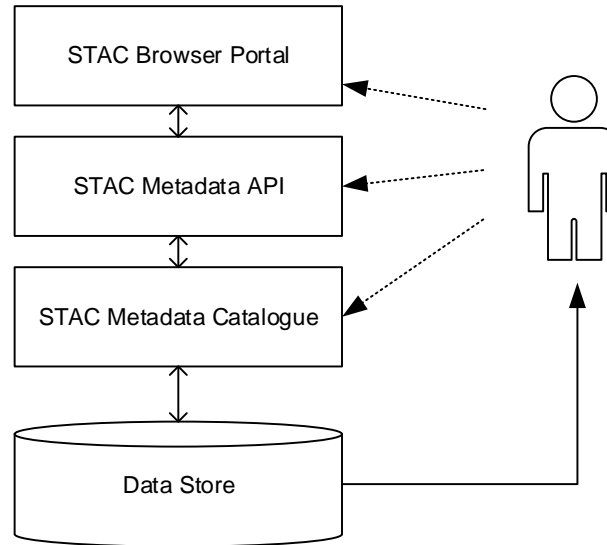 STAC Browser Portal
STAC Metadata API
STAC Metadata Catalogue
Data Store